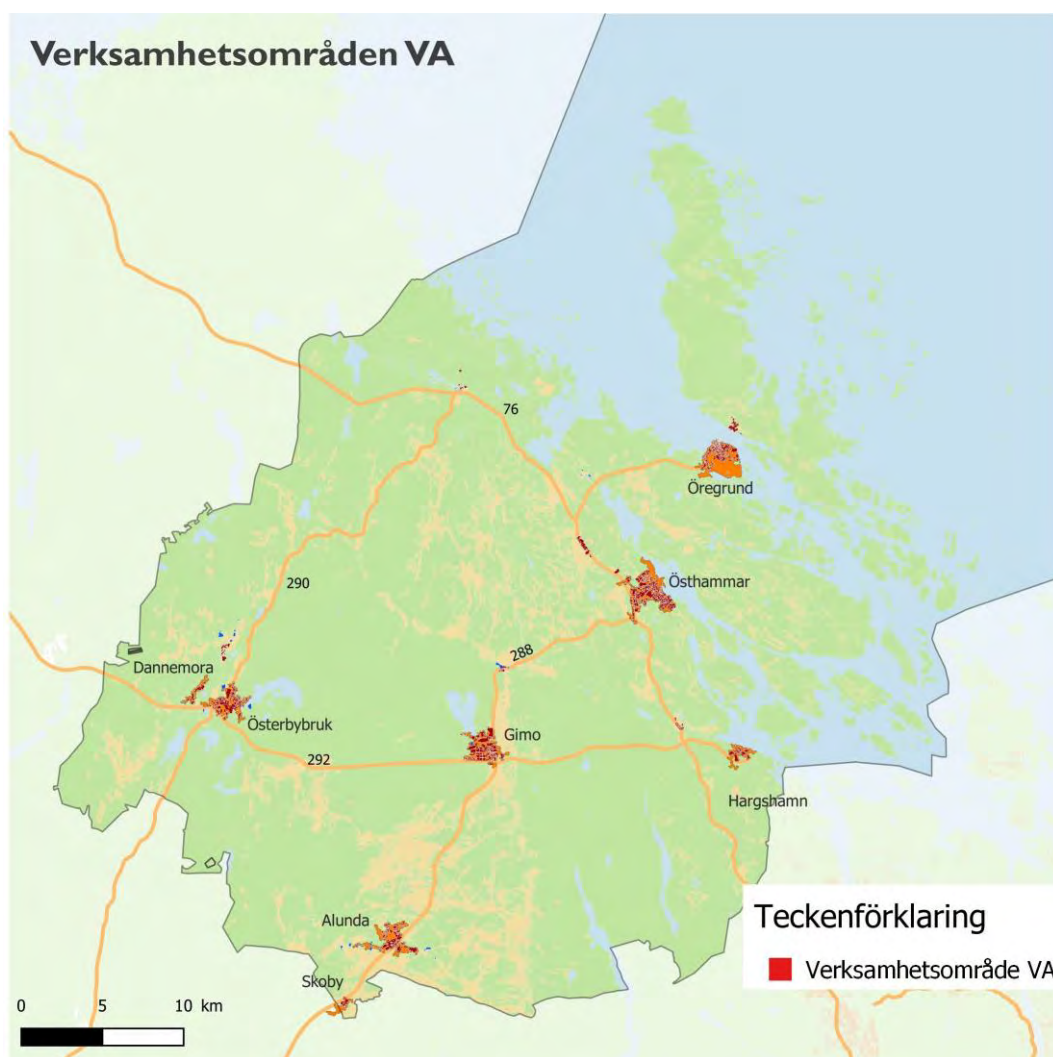 Verksamhetsområden VA
76
Öregrund
Östhammar
290
288
Dannemora
Österbybruk
Gimo
292
Hargshamn
Alunda
Skoby
Teckenförklaring
Verksamhetsområde VA
0 5 10 km